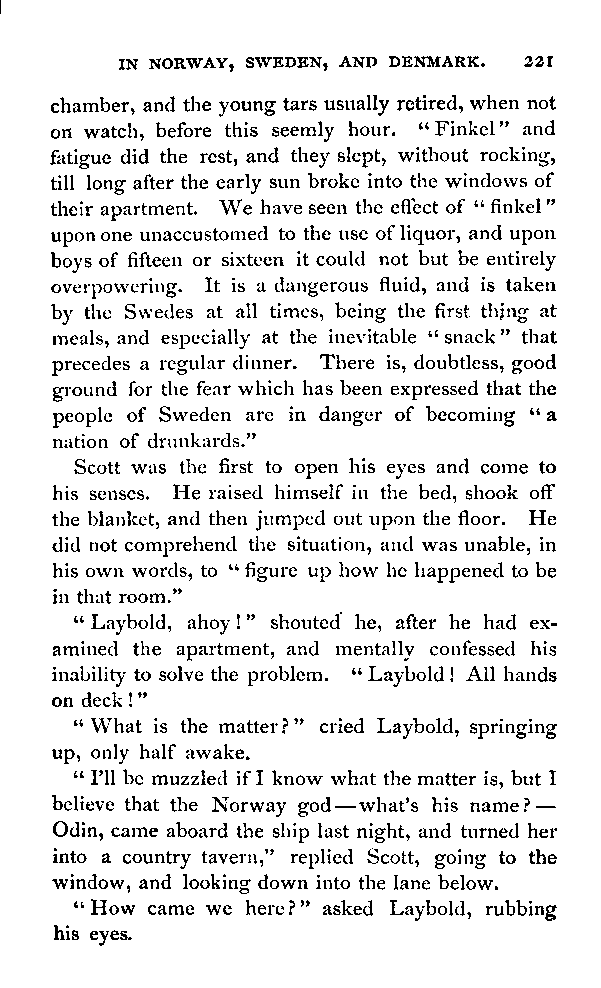 IN NORWAY, SWEDEN, AND DENMARK. 221
chamber, and the young tars usually retired, when not
on watch, before this seemly hour. “Finkel” and
fatigue did the rest, and they slept, without rocking,
till long after the early sun broke into the windows of
their apartment. We have seen the effect of “finkel”
upon one unaccustomed to the use of liquor, and upon
boys of fifteen or sixteen it could not but be entirely
overpowering. It is a dangerous fluid, and is taken
by the Swedes at all times, being the first thing at
meals, and especially at the inevitable “snack” that
precedes a regular dinner. There is, doubtless, good
ground for the fear which has been expressed that the
people of Sweden are in danger of becoming “a
nation of drunkards.”
Scott was the first to open his eyes and come to
his senses. He raised himself in the bed, shook off
the blanket, and then jumped out upon the floor. He
did not comprehend the situation, and was unable, in
his own words, to “figure up how he happened to be
in that room.”
“Laybold, ahoy!” shouted he, after he had ex-
amined the apartment, and mentally confessed his
inability to solve the problem. “Laybold! All hands
on deck!”
“What is the matter?” cried Laybold, springing
up, only half awake.
“I’ll be muzzled if I know what the matter is, but I
believe that the Norway god—what’s his name?—
Odin, came aboard the ship last night, and turned her
into a country tavern,” replied Scott, going to the
window, and looking down into the lane below.
“How came we here?” asked Laybold, rubbing
his eyes.